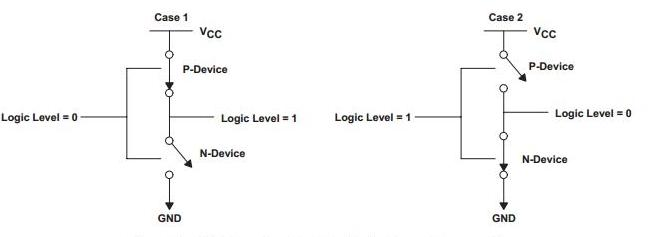 Case 1
VCC
P-Device
Logic Level = 0
Logic Level = 1
N-Device
GND
Case 2
VCC
P-Device
Logic Level = 1
Logic Level = 0
N-Device
GND